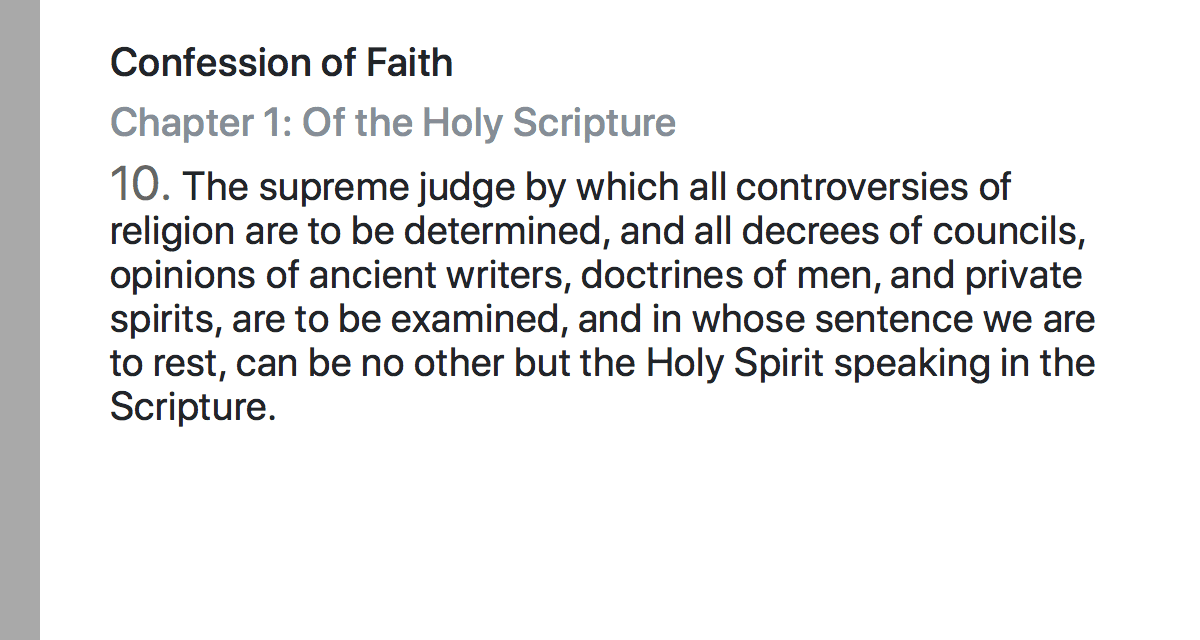 Confession of Faith
Chapter 1: Of the Holy Scripture
10. The supreme judge by which all controversies of
religion are to be determined, and all decrees of councils,
opinions of ancient writers, doctrines of men, and private
spirits, are to be examined, and in whose sentence we are
to rest, can be no other but the Holy Spirit speaking in the
Scripture.